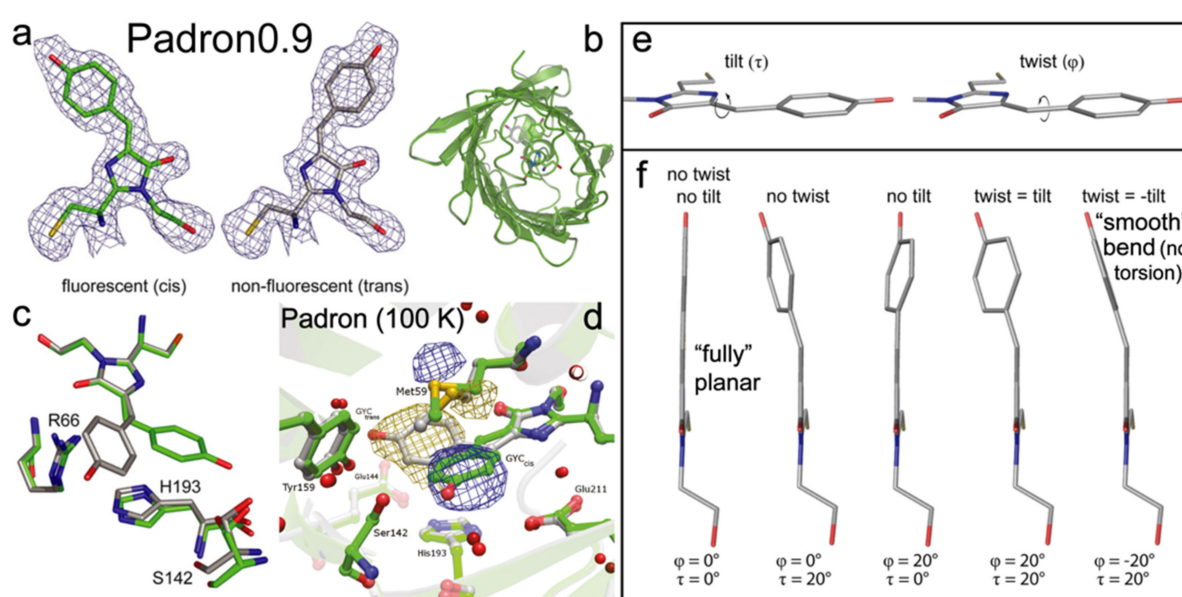 a
Padron0.9
b
fluorescent (cis)
non-fluorescent (trans)
c
R66
H193
S142
Padron (100 K)
d
Met59
GYC
trans
GYC
cis
Tyr159
Glu144
Glu211
Ser142
His193
e
tilt (τ)
twist (φ)
f
no twist
no tilt
no twist
no tilt
twist = tilt
twist = -tilt
"smooth"
bend (no
torsion)
"fully"
planar
φ = 0°
τ = 0°
φ = 0°
τ = 20°
φ = 20°
τ = 0°
φ = 20°
τ = 20°
φ = -20°
τ = 20°